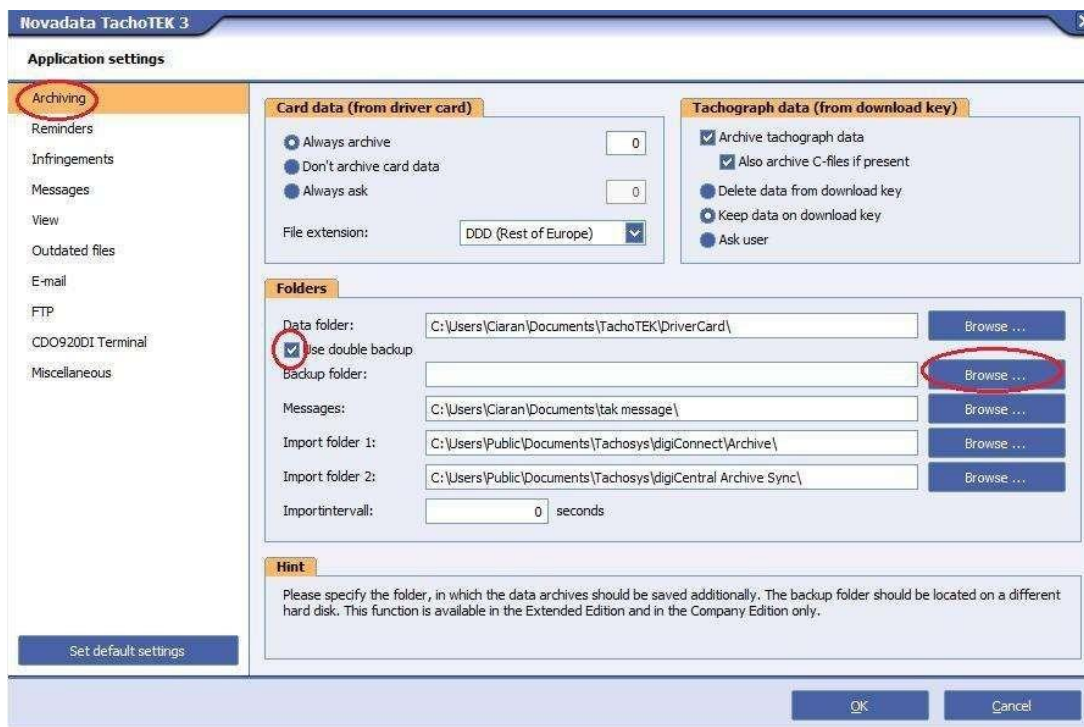 Novadata TachoTEK 3
Application settings
Archiving
Reminders
Infringements
Messages
View
Outdated files
E-mail
FTP
CDO920DI Terminal
Miscellaneous
Set default settings
Card data (from driver card)
Always archive 0
Don't archive card data
Always ask 0
File extension: DDD (Rest of Europe)
Tachograph data (from download key)
Archive tachograph data
Also archive C-files if present
Delete data from download key
Keep data on download key
Ask user
Folders
Data folder: C:\Users\Ciaran\Documents\TachoTEK\DriverCard\ Browse ...
Use double backup
Backup folder: Browse ...
Messages: C:\Users\Ciaran\Documents\tak message\ Browse ...
Import folder 1: C:\Users\Public\Documents\Tachosys\digiConnect\Archive\ Browse ...
Import folder 2: C:\Users\Public\Documents\Tachosys\digiCentral Archive Sync\ Browse ...
Importintervall: 0 seconds
Hint
Please specify the folder, in which the data archives should be saved additionally. The backup folder should be located on a different
hard disk. This function is available in the Extended Edition and in the Company Edition only.
OK Cancel